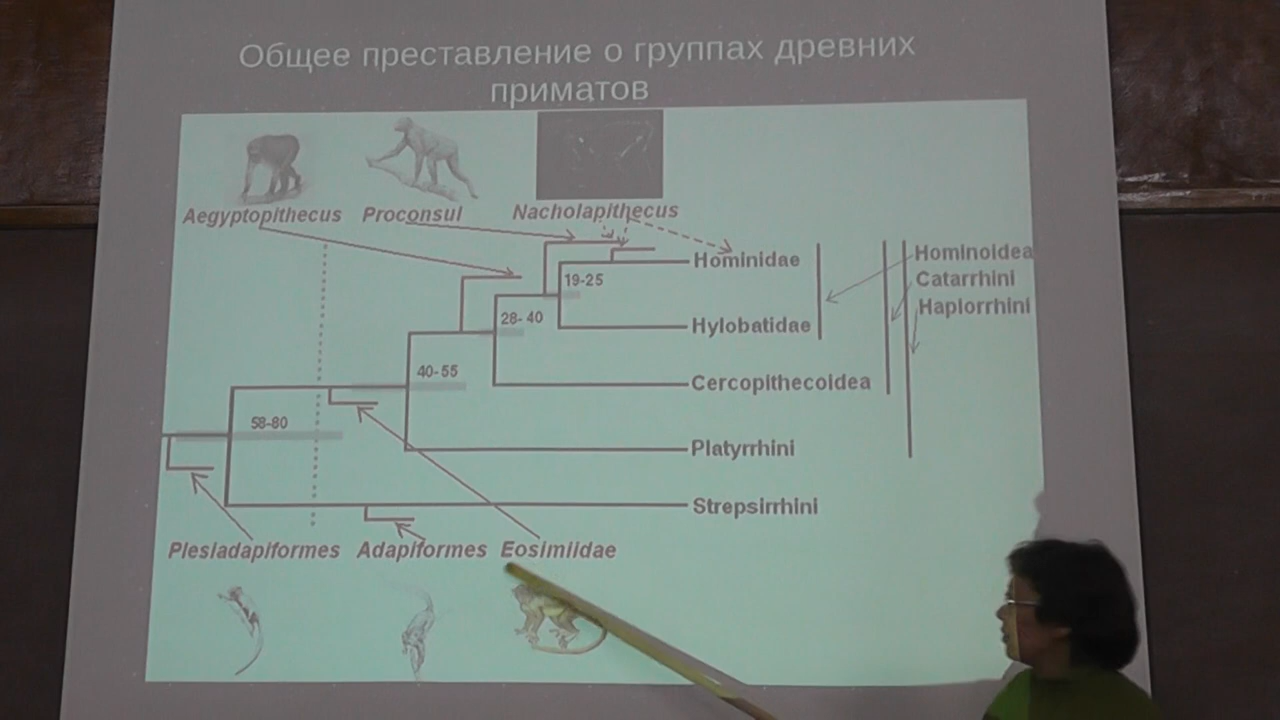 Общее преставление о группах древних
приматов
Aegyptopithecus Proconsul Nacholapithecus
Hominidae
Hominoidea
Catarrhini
Haplorrhini
19-25
28-40
Hylobatidae
40-55
Cercopithecoidea
58-80
Platyrrhini
Strepsirrhini
Plesiadapiformes Adapiformes Eosimiidae